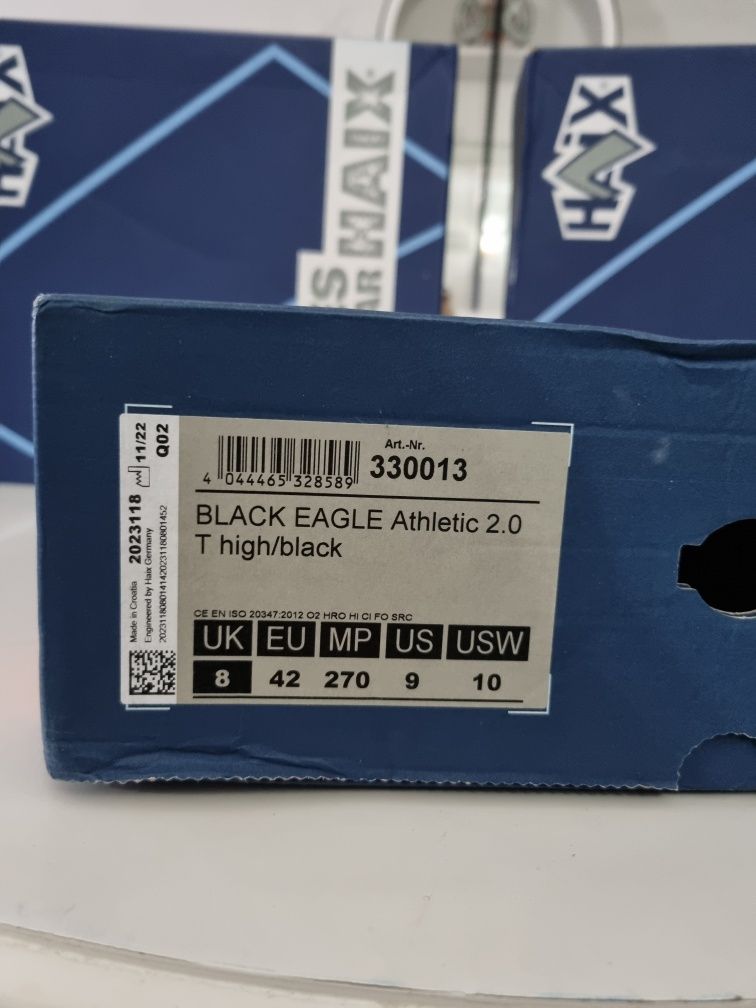 HAIX
HAIX
HAIX
Made in Croatia 2023118 11/22
Engineered by Haix Germany Q02
Art.-Nr.
330013
4 044465 328589
BLACK EAGLE Athletic 2.0
T high/black
CE EN ISO 20347:2012 O2 HRO HI CI FO SRC
UK EU MP US USW
8 42 270 9 10